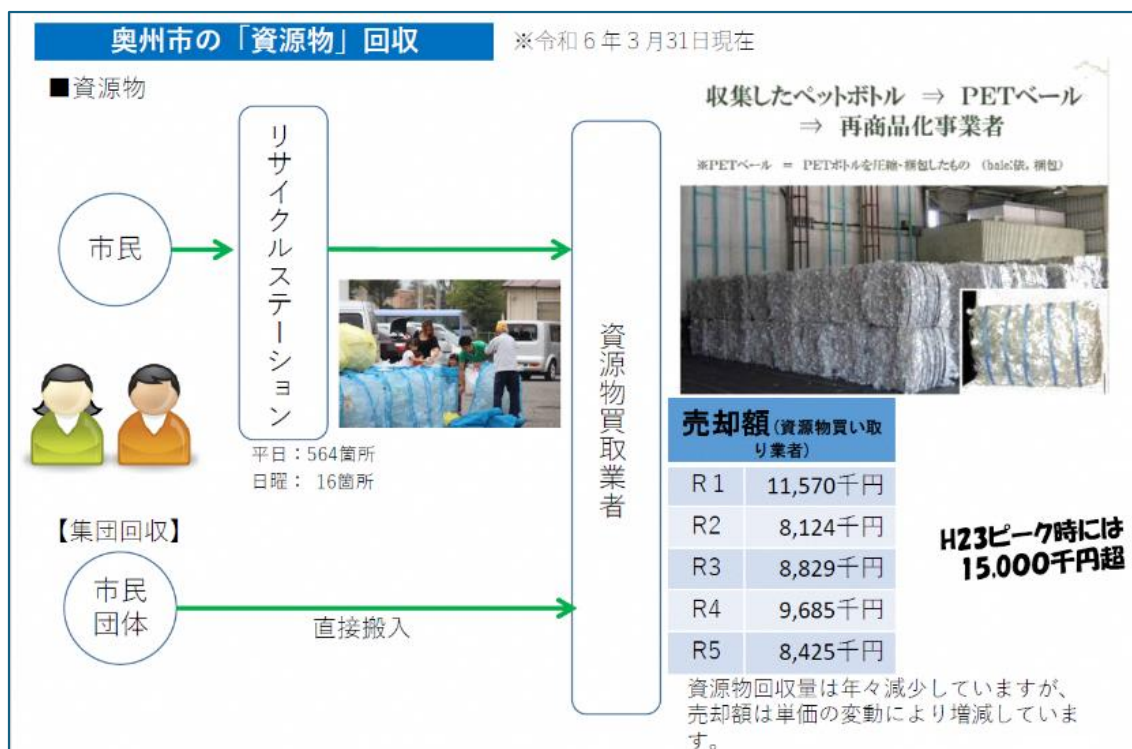 奥州市の「資源物」回収
※令和６年３月31日現在
■資源物
リサイクルステーション
市民
平日：564箇所
日曜： 16箇所
【集団回収】
市民
団体
直接搬入
資源物買取業者
収集したペットボトル ⇒ PETベール
⇒ 再商品化事業者
※PETベール ＝ PETボトルを圧縮・梱包したもの （bale:俵, 梱包）
売却額(資源物買い取
り業者)
R１ 11,570千円
R２ 8,124千円
R３ 8,829千円
R４ 9,685千円
R５ 8,425千円
H23ピーク時には
15.000千円超
資源物回収量は年々減少していますが、
売却額は単価の変動により増減していま
す。